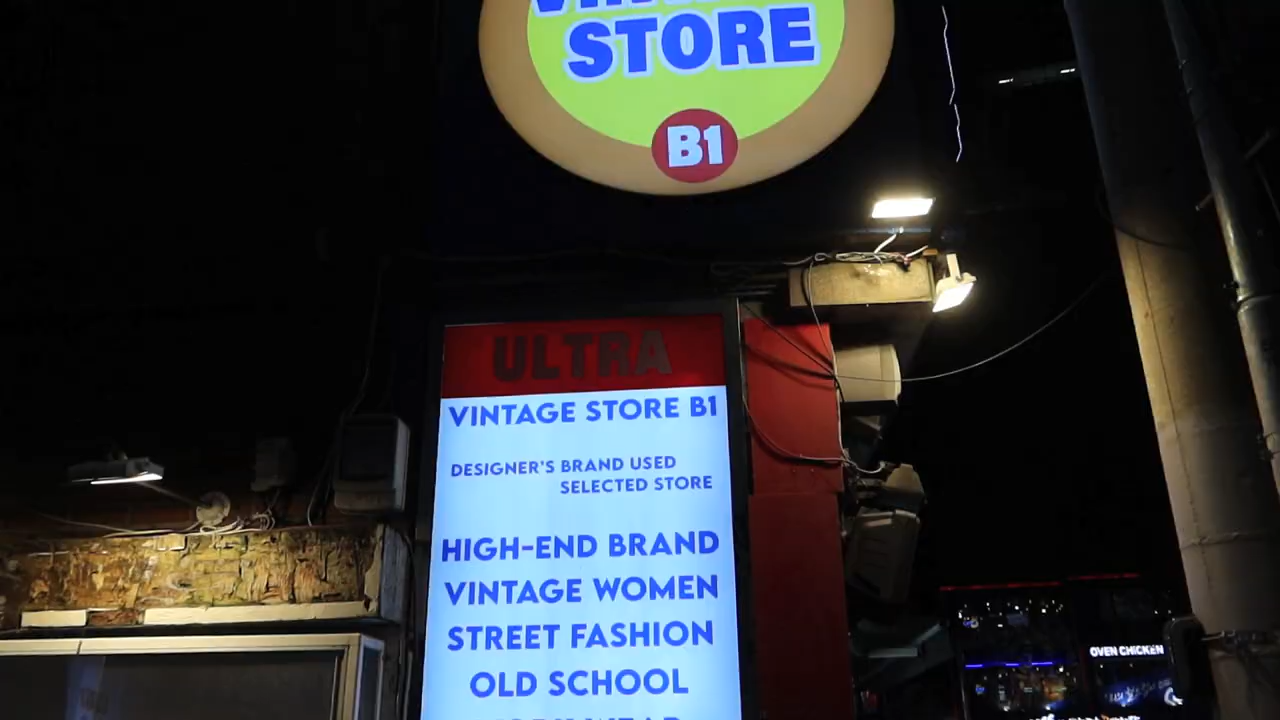 STORE
B1
ULTRA
VINTAGE STORE B1
DESIGNER'S BRAND USED
SELECTED STORE
HIGH-END BRAND
VINTAGE WOMEN
STREET FASHION
OLD SCHOOL
OVEN CHICKEN